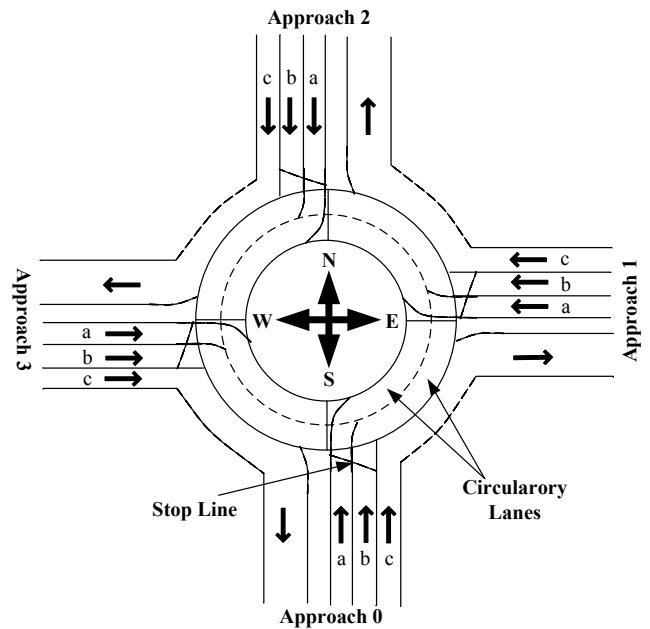 Approach 2
c b a
N
W E
S
c
b
a
Approach 1
Approach 3
a
b
c
Stop Line
Circularory
Lanes
a b c
Approach 0